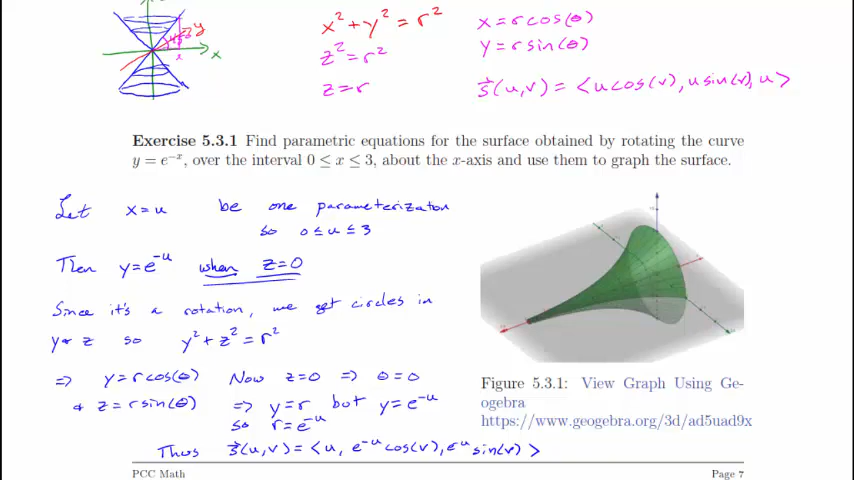 y
x
x² + y² = r²
x = r cos(θ)
z² = r²
y = r sin(θ)
z = r
s⃗(u,v) = <u cos(v), u sin(v), u>
Exercise 5.3.1 Find parametric equations for the surface obtained by rotating the curve
y = e⁻ˣ, over the interval 0 ≤ x ≤ 3, about the x-axis and use them to graph the surface.
Let x=u be one parameterization
so 0 ≤ u ≤ 3
Then y = e⁻ᵘ when z=0
Since it's a rotation, we get circles in
y & z so y² + z² = r²
⇒ y = r cos(θ) Now z=0 ⇒ θ=0
& z = r sin(θ) ⇒ y=r but y = e⁻ᵘ
so r = e⁻ᵘ
Thus s⃗(u,v) = <u, e⁻ᵘ cos(v), e⁻ᵘ sin(v)>
Figure 5.3.1: View Graph Using Ge-
ogebra
https://www.geogebra.org/3d/ad5uad9x
PCC Math
Page 7